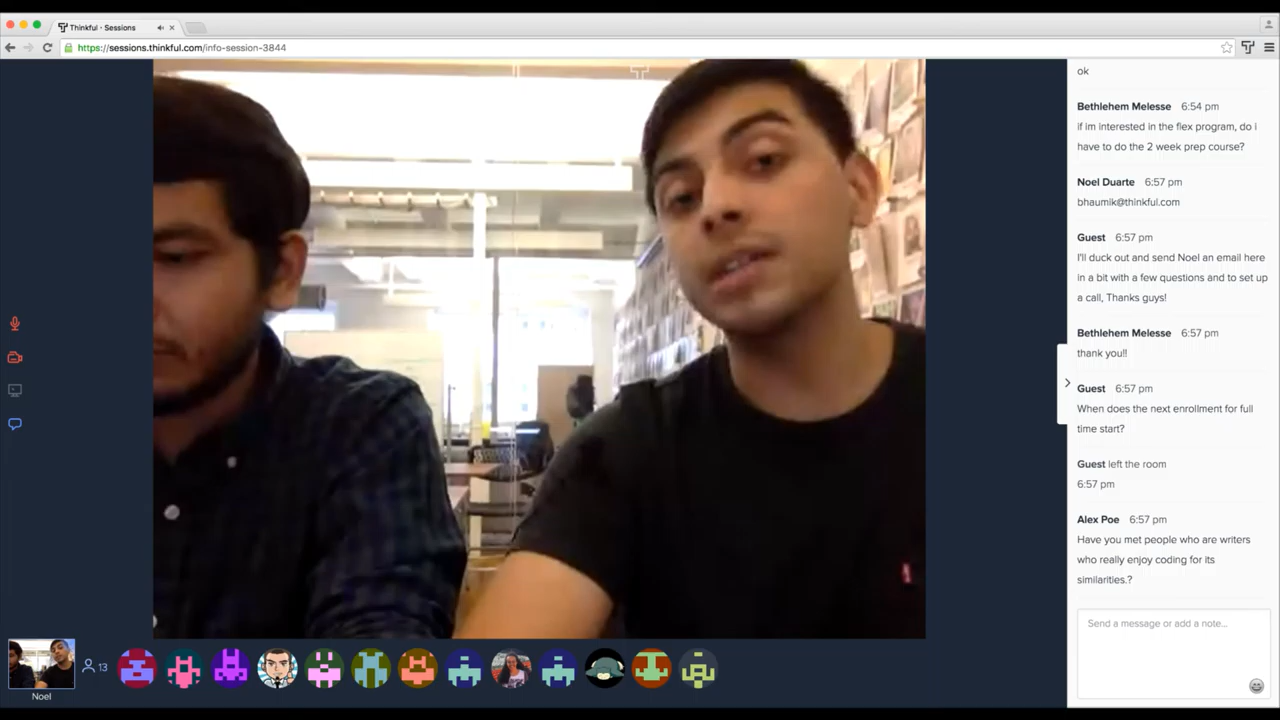 Thinkful - Sessions
https://sessions.thinkful.com/info-session-3844
ok
Bethlehem Melesse 6:54 pm
if im interested in the flex program, do i
have to do the 2 week prep course?
Noel Duarte 6:57 pm
bhaumik@thinkful.com
Guest 6:57 pm
I'll duck out and send Noel an email here
in a bit with a few questions and to set up
a call, Thanks guys!
Bethlehem Melesse 6:57 pm
thank you!!
Guest 6:57 pm
When does the next enrollment for full
time start?
Guest left the room
6:57 pm
Alex Poe 6:57 pm
Have you met people who are writers
who really enjoy coding for its
similarities.?
Send a message or add a note...
13
Noel